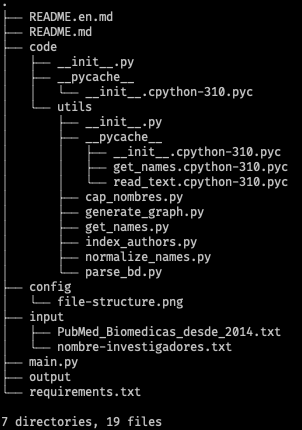 .
├── README.en.md
├── README.md
├── code
│   ├── __init__.py
│   ├── __pycache__
│   │   └── __init__.cpython-310.pyc
│   └── utils
│       ├── __init__.py
│       ├── __pycache__
│       │   ├── __init__.cpython-310.pyc
│       │   ├── get_names.cpython-310.pyc
│       │   └── read_text.cpython-310.pyc
│       ├── cap_nombres.py
│       ├── generate_graph.py
│       ├── get_names.py
│       ├── index_authors.py
│       ├── normalize_names.py
│       └── parse_bd.py
├── config
│   └── file-structure.png
├── input
│   ├── PubMed_Biomedicas_desde_2014.txt
│   └── nombre-investigadores.txt
├── main.py
├── output
└── requirements.txt

7 directories, 19 files